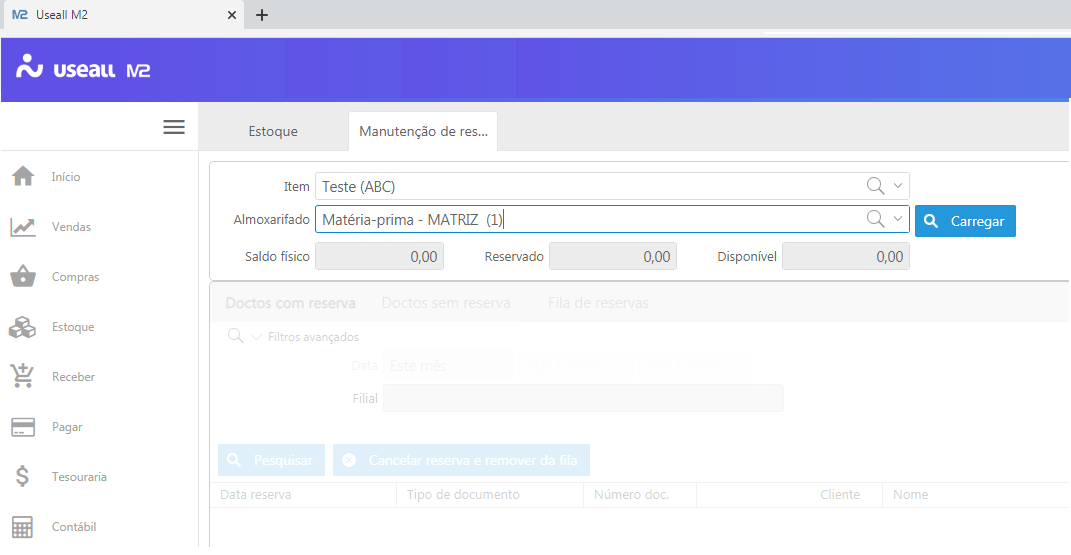 M2 Useall M2
useall M2
Estoque Manutenção de res...
Início
Vendas
Compras
Estoque
Receber
Pagar
Tesouraria
Contábil
Item Teste (ABC)
Almoxarifado Matéria-prima - MATRIZ (1) Carregar
Saldo físico 0,00 Reservado 0,00 Disponível 0,00
Doctos com reserva Doctos sem reserva Fila de reservas
Filtros avançados
Data Este mês
Filial
Pesquisar Cancelar reserva e remover da fila
Data reserva Tipo de documento Número doc. Cliente Nome